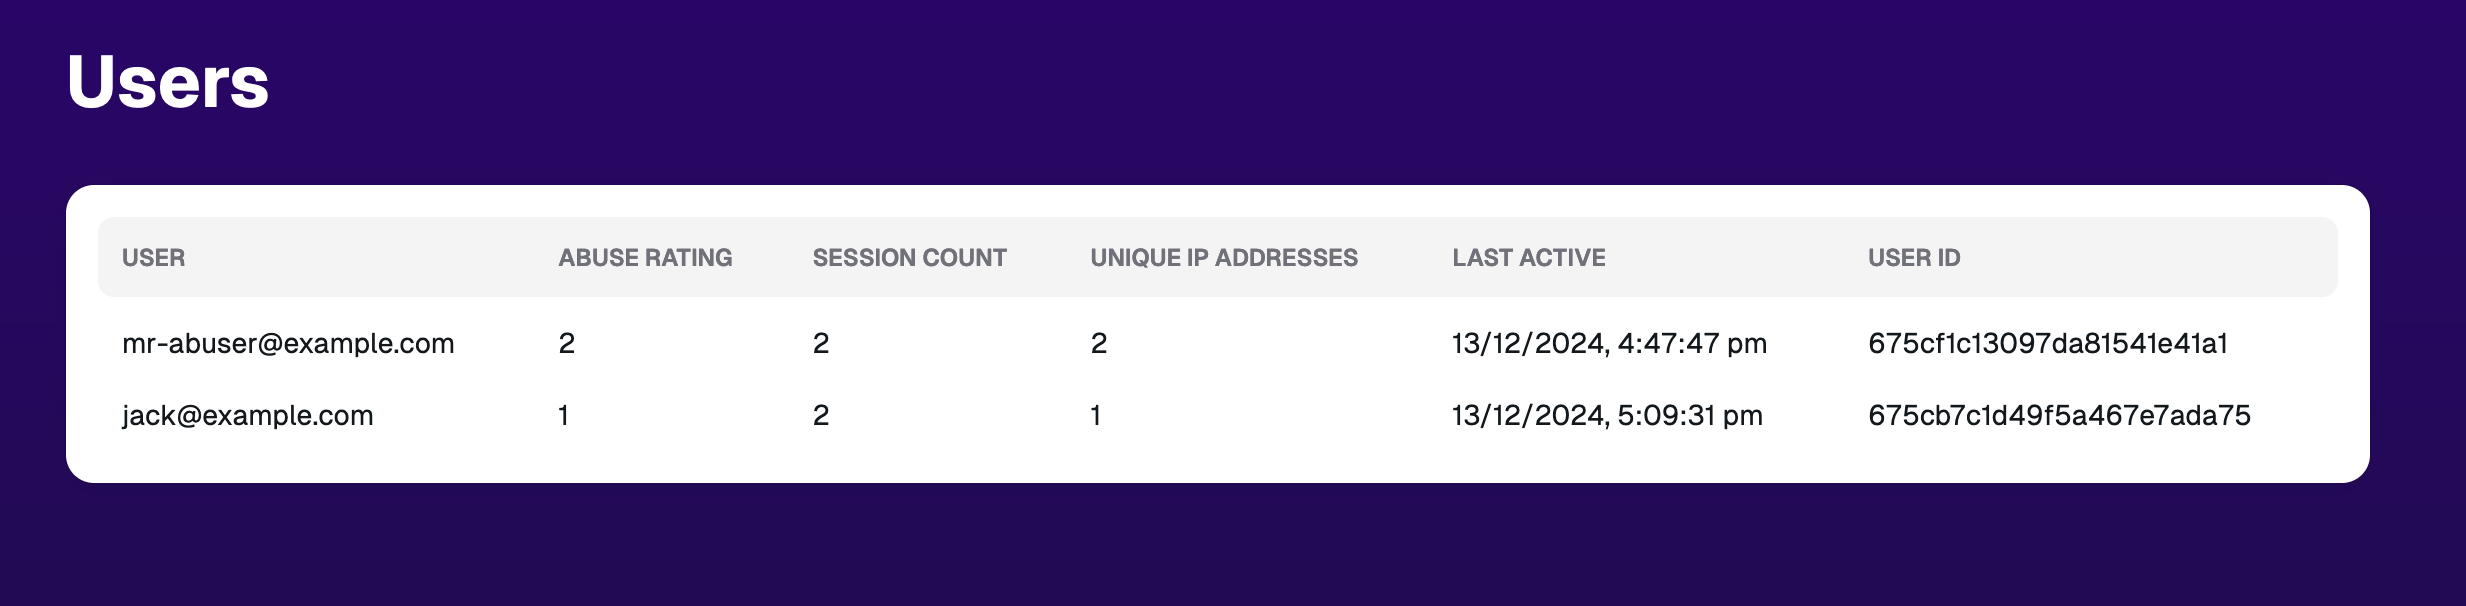 Users
USER ABUSE RATING SESSION COUNT UNIQUE IP ADDRESSES LAST ACTIVE USER ID
mr-abuser@example.com 2 2 2 13/12/2024, 4:47:47 pm 675cf1c13097da81541e41a1
jack@example.com 1 2 1 13/12/2024, 5:09:31 pm 675cb7c1d49f5a467e7ada75